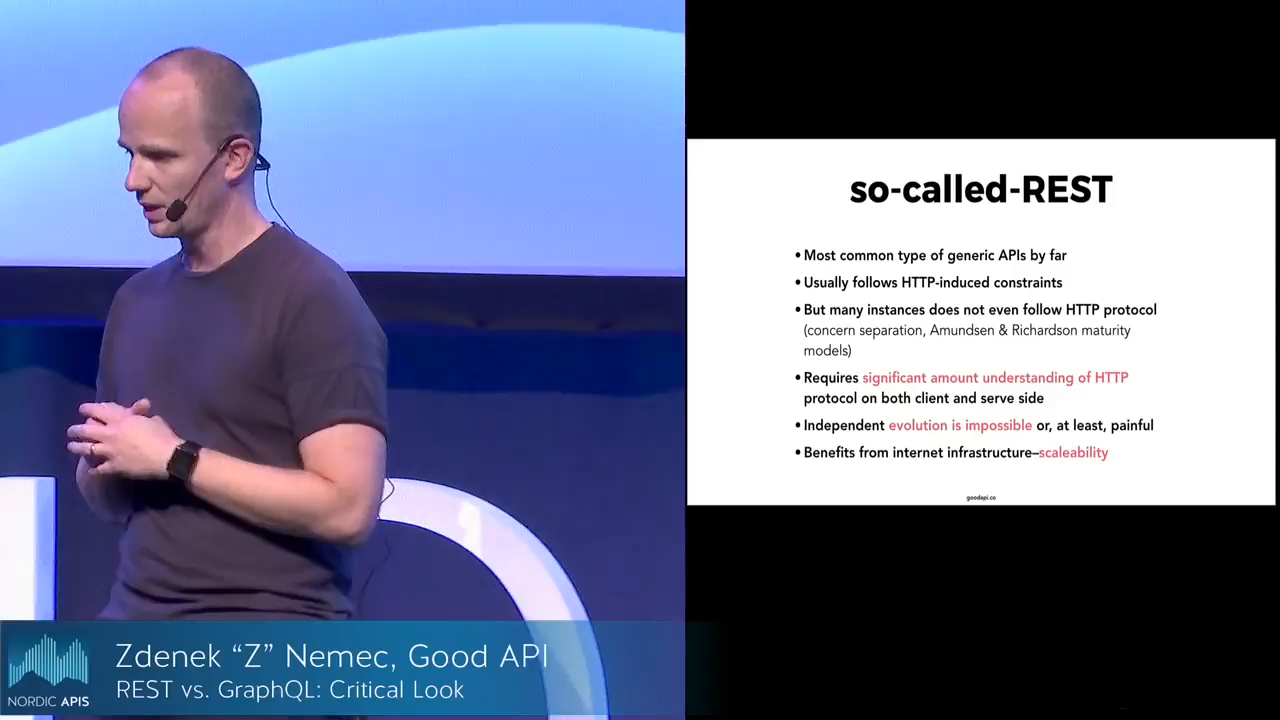 so-called-REST
• Most common type of generic APIs by far
• Usually follows HTTP-induced constraints
• But many instances does not even follow HTTP protocol
(concern separation, Amundsen & Richardson maturity
models)
• Requires significant amount understanding of HTTP
protocol on both client and serve side
• Independent evolution is impossible or, at least, painful
• Benefits from internet infrastructure–scaleability
goodapi.co
Zdenek “Z” Nemec, Good API
REST vs. GraphQL: Critical Look
NORDIC APIS